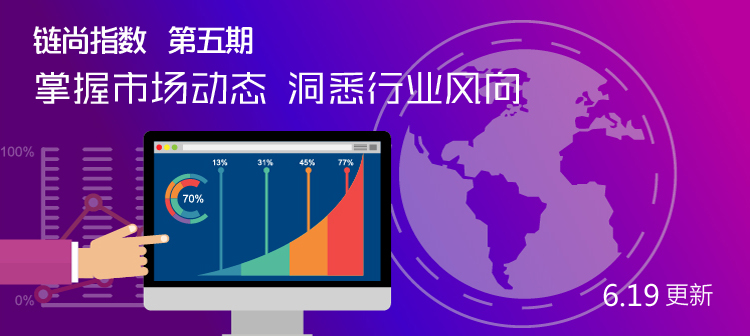 链尚指数 第五期
掌握市场动态 洞悉行业风向
100%
13% 31% 45% 77%
70%
0%
6.19 更新